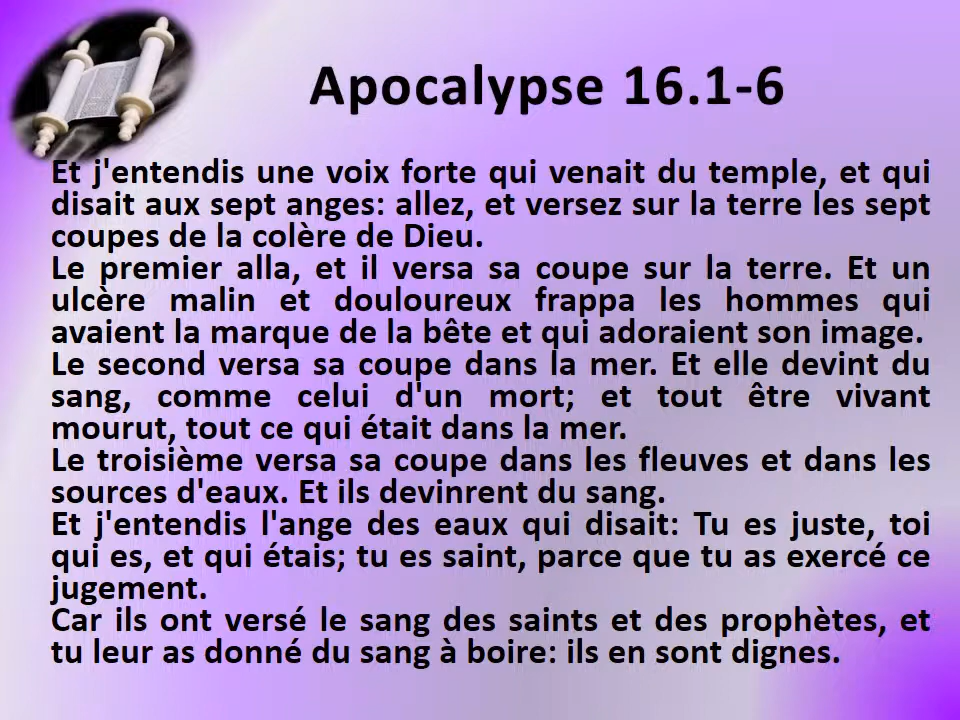 Apocalypse 16.1-6
Et j'entendis une voix forte qui venait du temple, et qui
disait aux sept anges: allez, et versez sur la terre les sept
coupes de la colère de Dieu.
Le premier alla, et il versa sa coupe sur la terre. Et un
ulcère malin et douloureux frappa les hommes qui
avaient la marque de la bête et qui adoraient son image.
Le second versa sa coupe dans la mer. Et elle devint du
sang, comme celui d'un mort; et tout être vivant
mourut, tout ce qui était dans la mer.
Le troisième versa sa coupe dans les fleuves et dans les
sources d'eaux. Et ils devinrent du sang.
Et j'entendis l'ange des eaux qui disait: Tu es juste, toi
qui es, et qui étais; tu es saint, parce que tu as exercé ce
jugement.
Car ils ont versé le sang des saints et des prophètes, et
tu leur as donné du sang à boire: ils en sont dignes.